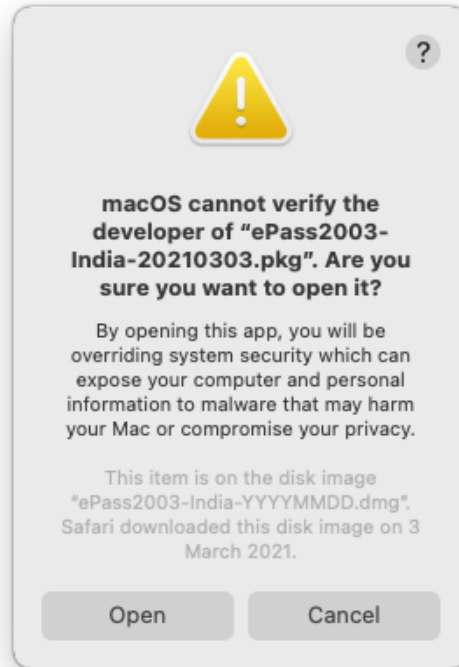 ?
macOS cannot verify the
developer of “ePass2003-
India-20210303.pkg”. Are you
sure you want to open it?
By opening this app, you will be
overriding system security which can
expose your computer and personal
information to malware that may harm
your Mac or compromise your privacy.
This item is on the disk image
“ePass2003-India-YYYYMMDD.dmg”.
Safari downloaded this disk image on 3
March 2021.
Open
Cancel